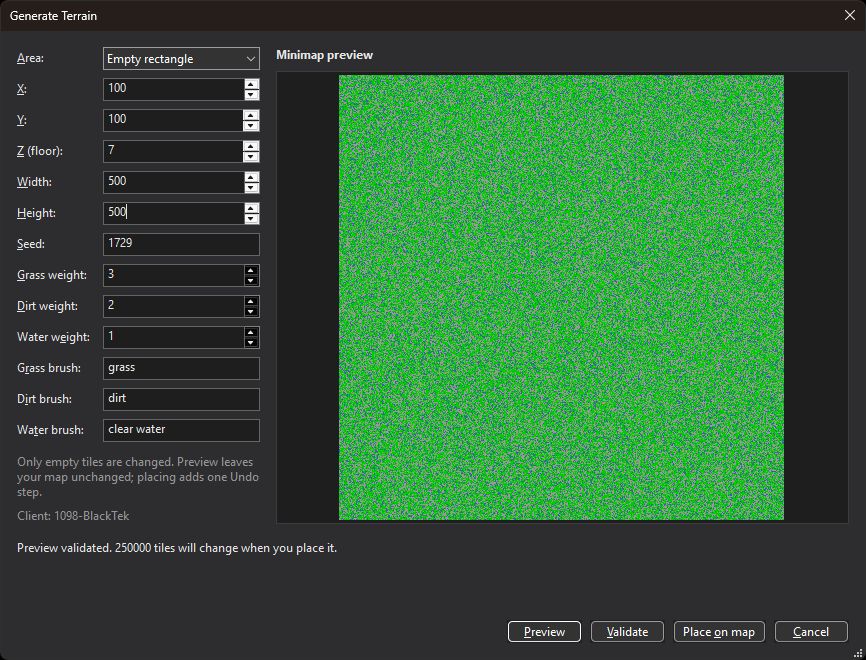 Generate Terrain
Area: Empty rectangle
X: 100
Y: 100
Z (floor): 7
Width: 500
Height: 500
Seed: 1729
Grass weight: 3
Dirt weight: 2
Water weight: 1
Grass brush: grass
Dirt brush: dirt
Water brush: clear water
Only empty tiles are changed. Preview leaves
your map unchanged; placing adds one Undo
step.
Client: 1098-BlackTek
Minimap preview
Preview validated. 250000 tiles will change when you place it.
Preview Validate Place on map Cancel